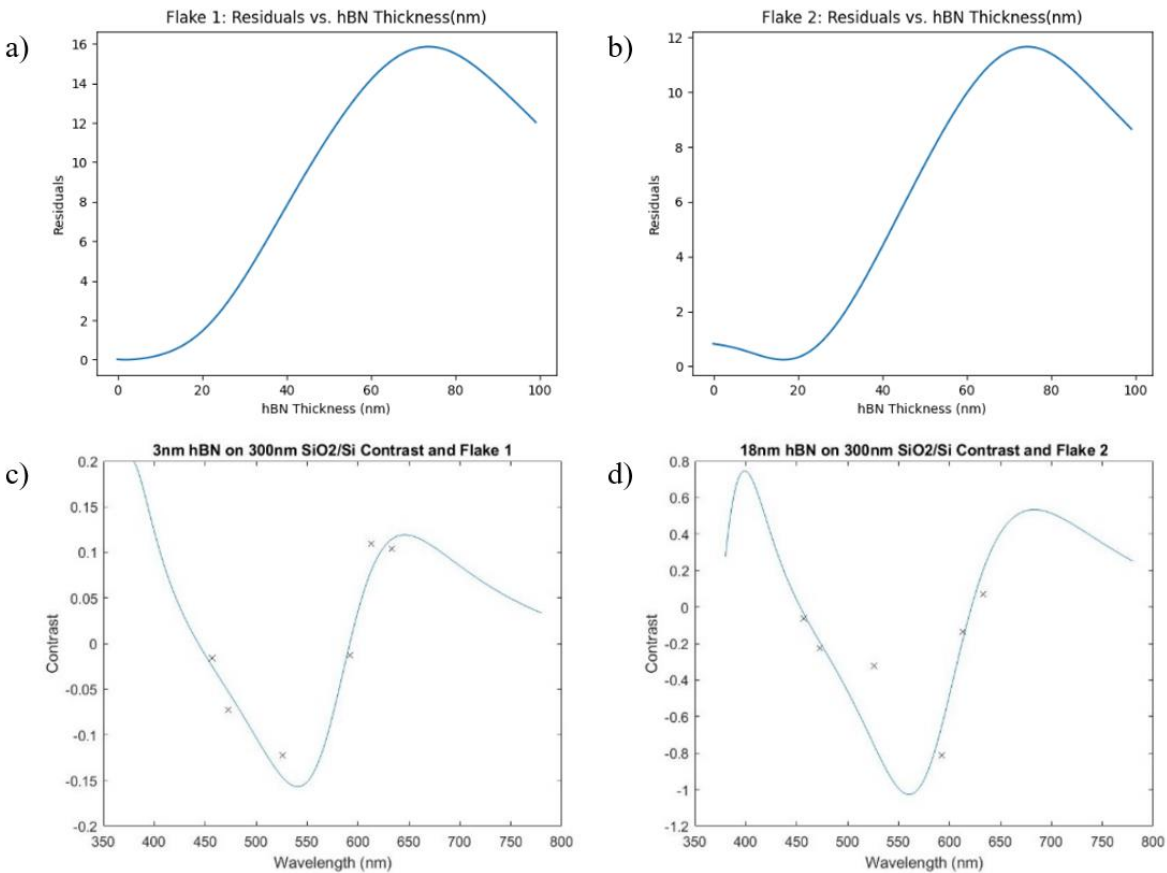 a)
Flake 1: Residuals vs. hBN Thickness(nm)
Residuals
16
14
12
10
8
6
4
2
0
0 20 40 60 80 100
hBN Thickness (nm)
b)
Flake 2: Residuals vs. hBN Thickness(nm)
Residuals
12
10
8
6
4
2
0
0 20 40 60 80 100
hBN Thickness (nm)
c)
3nm hBN on 300nm SiO2/Si Contrast and Flake 1
Contrast
0.2
0.15
0.1
0.05
0
-0.05
-0.1
-0.15
-0.2
350 400 450 500 550 600 650 700 750 800
Wavelength (nm)
d)
18nm hBN on 300nm SiO2/Si Contrast and Flake 2
Contrast
0.8
0.6
0.4
0.2
0
-0.2
-0.4
-0.6
-0.8
-1
-1.2
350 400 450 500 550 600 650 700 750 800
Wavelength (nm)